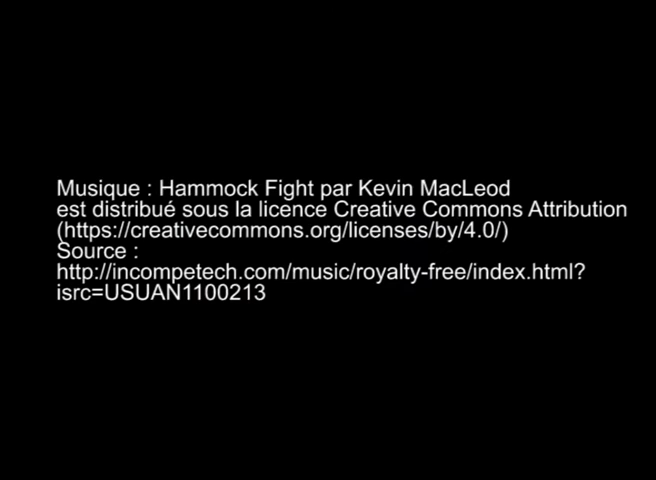 Musique : Hammock Fight par Kevin MacLeod
est distribué sous la licence Creative Commons Attribution
(https://creativecommons.org/licenses/by/4.0/)
Source :
http://incompetech.com/music/royalty-free/index.html?
isrc=USUAN1100213